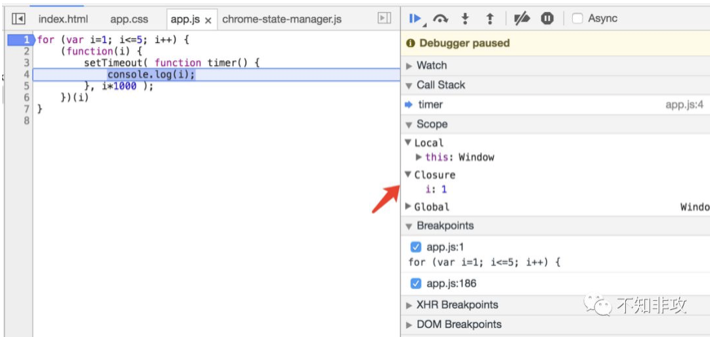 index.html app.css app.js × chrome-state-manager.js
1 for (var i=1; i<=5; i++) {
2 (function(i) {
3 setTimeout( function timer() {
4 console.log(i);
5 }, i*1000 );
6 })(i)
7 }
8
Async
Debugger paused
Watch
Call Stack
timer app.js:4
Scope
Local
this: Window
Closure
i: 1
Global Windo
Breakpoints
app.js:1
for (var i=1; i<=5; i++) {
app.js:186
XHR Breakpoints
DOM Breakpoints
不知非攻